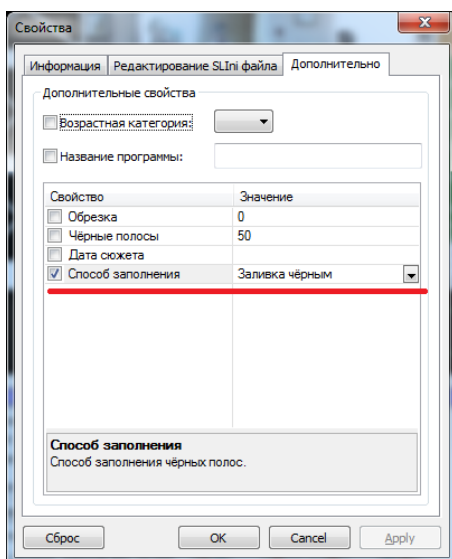 Свойства
Информация Редактирование SLIni файла Дополнительно
Дополнительные свойства
Возрастная категория:
Название программы:
Свойство Значение
Обрезка 0
Чёрные полосы 50
Дата сюжета
Способ заполнения Заливка чёрным
Способ заполнения
Способ заполнения чёрных полос.
Сброс OK Cancel Apply